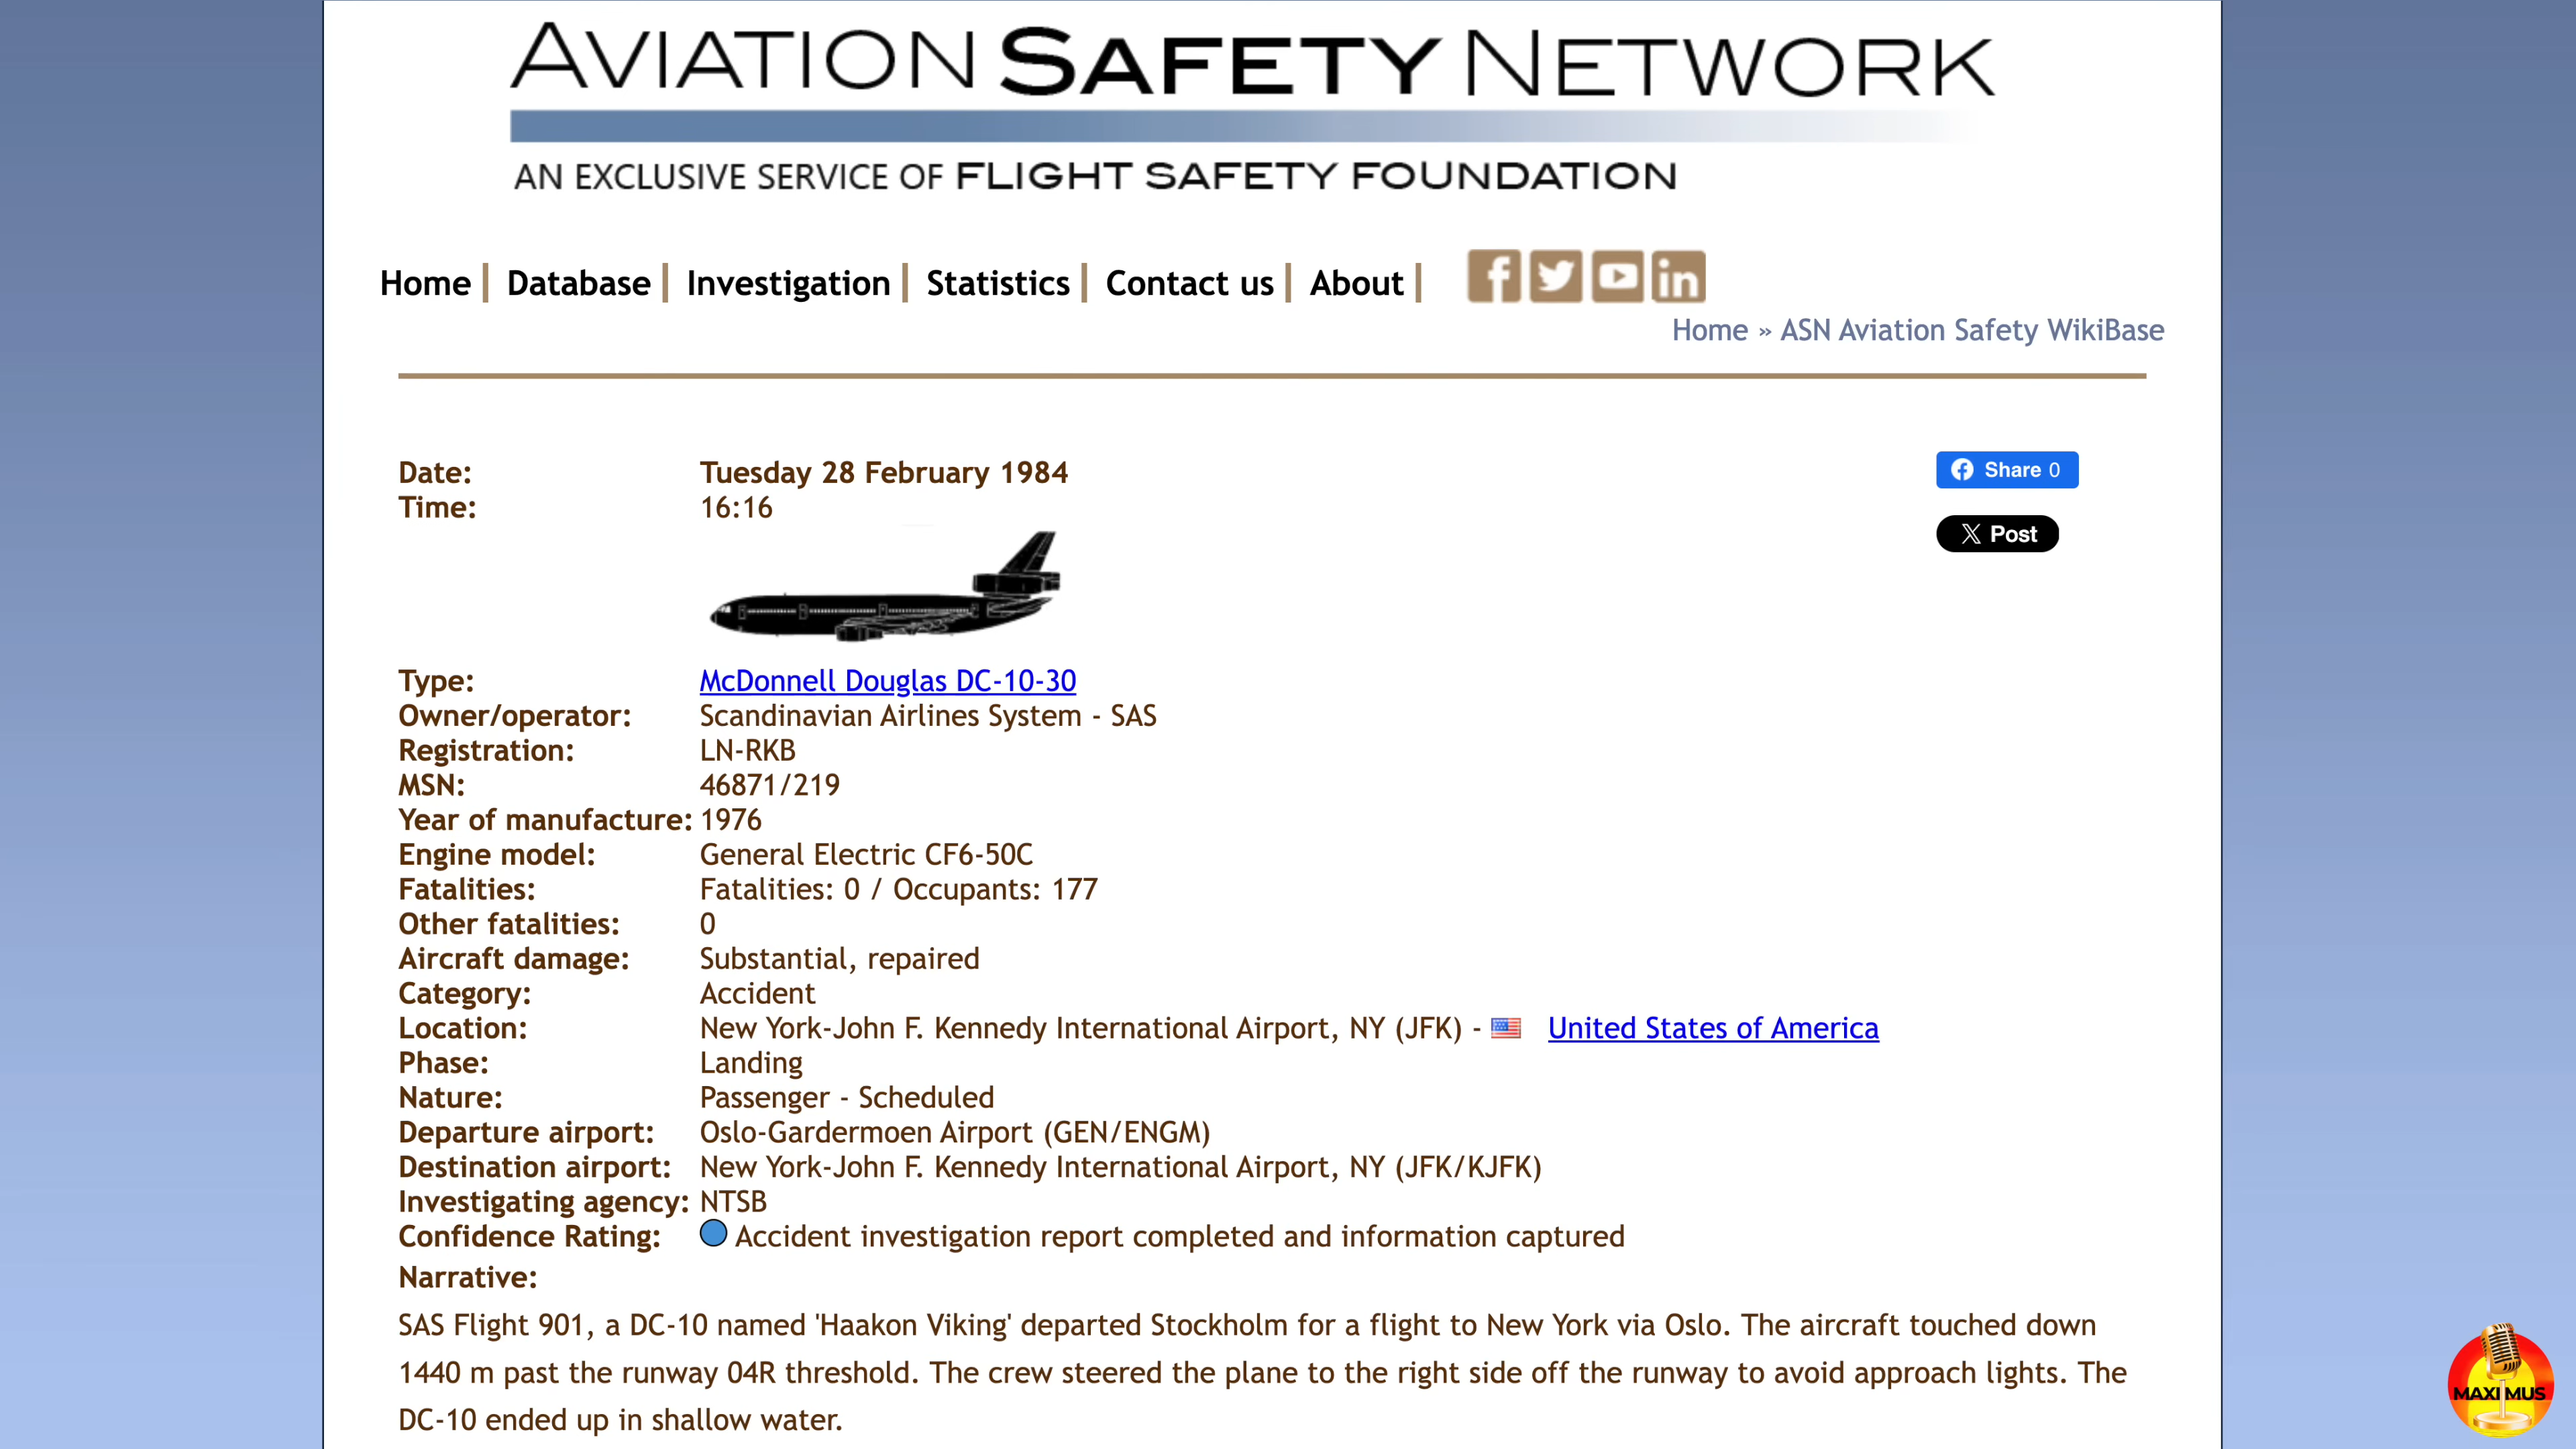 AVIATION SAFETY NETWORK
AN EXCLUSIVE SERVICE OF FLIGHT SAFETY FOUNDATION
Home | Database | Investigation | Statistics | Contact us | About |
Home » ASN Aviation Safety WikiBase
Date: Tuesday 28 February 1984
Share 0
Time: 16:16
X Post
Type: McDonnell Douglas DC-10-30
Owner/operator: Scandinavian Airlines System - SAS
Registration: LN-RKB
MSN: 46871/219
Year of manufacture: 1976
Engine model: General Electric CF6-50C
Fatalities: Fatalities: 0 / Occupants: 177
Other fatalities: 0
Aircraft damage: Substantial, repaired
Category: Accident
Location: New York-John F. Kennedy International Airport, NY (JFK) - United States of America
Phase: Landing
Nature: Passenger - Scheduled
Departure airport: Oslo-Gardermoen Airport (GEN/ENGM)
Destination airport: New York-John F. Kennedy International Airport, NY (JFK/KJFK)
Investigating agency: NTSB
Confidence Rating: Accident investigation report completed and information captured
Narrative:
SAS Flight 901, a DC-10 named 'Haakon Viking' departed Stockholm for a flight to New York via Oslo. The aircraft touched down
1440 m past the runway 04R threshold. The crew steered the plane to the right side off the runway to avoid approach lights. The
DC-10 ended up in shallow water.
MAXIMUS